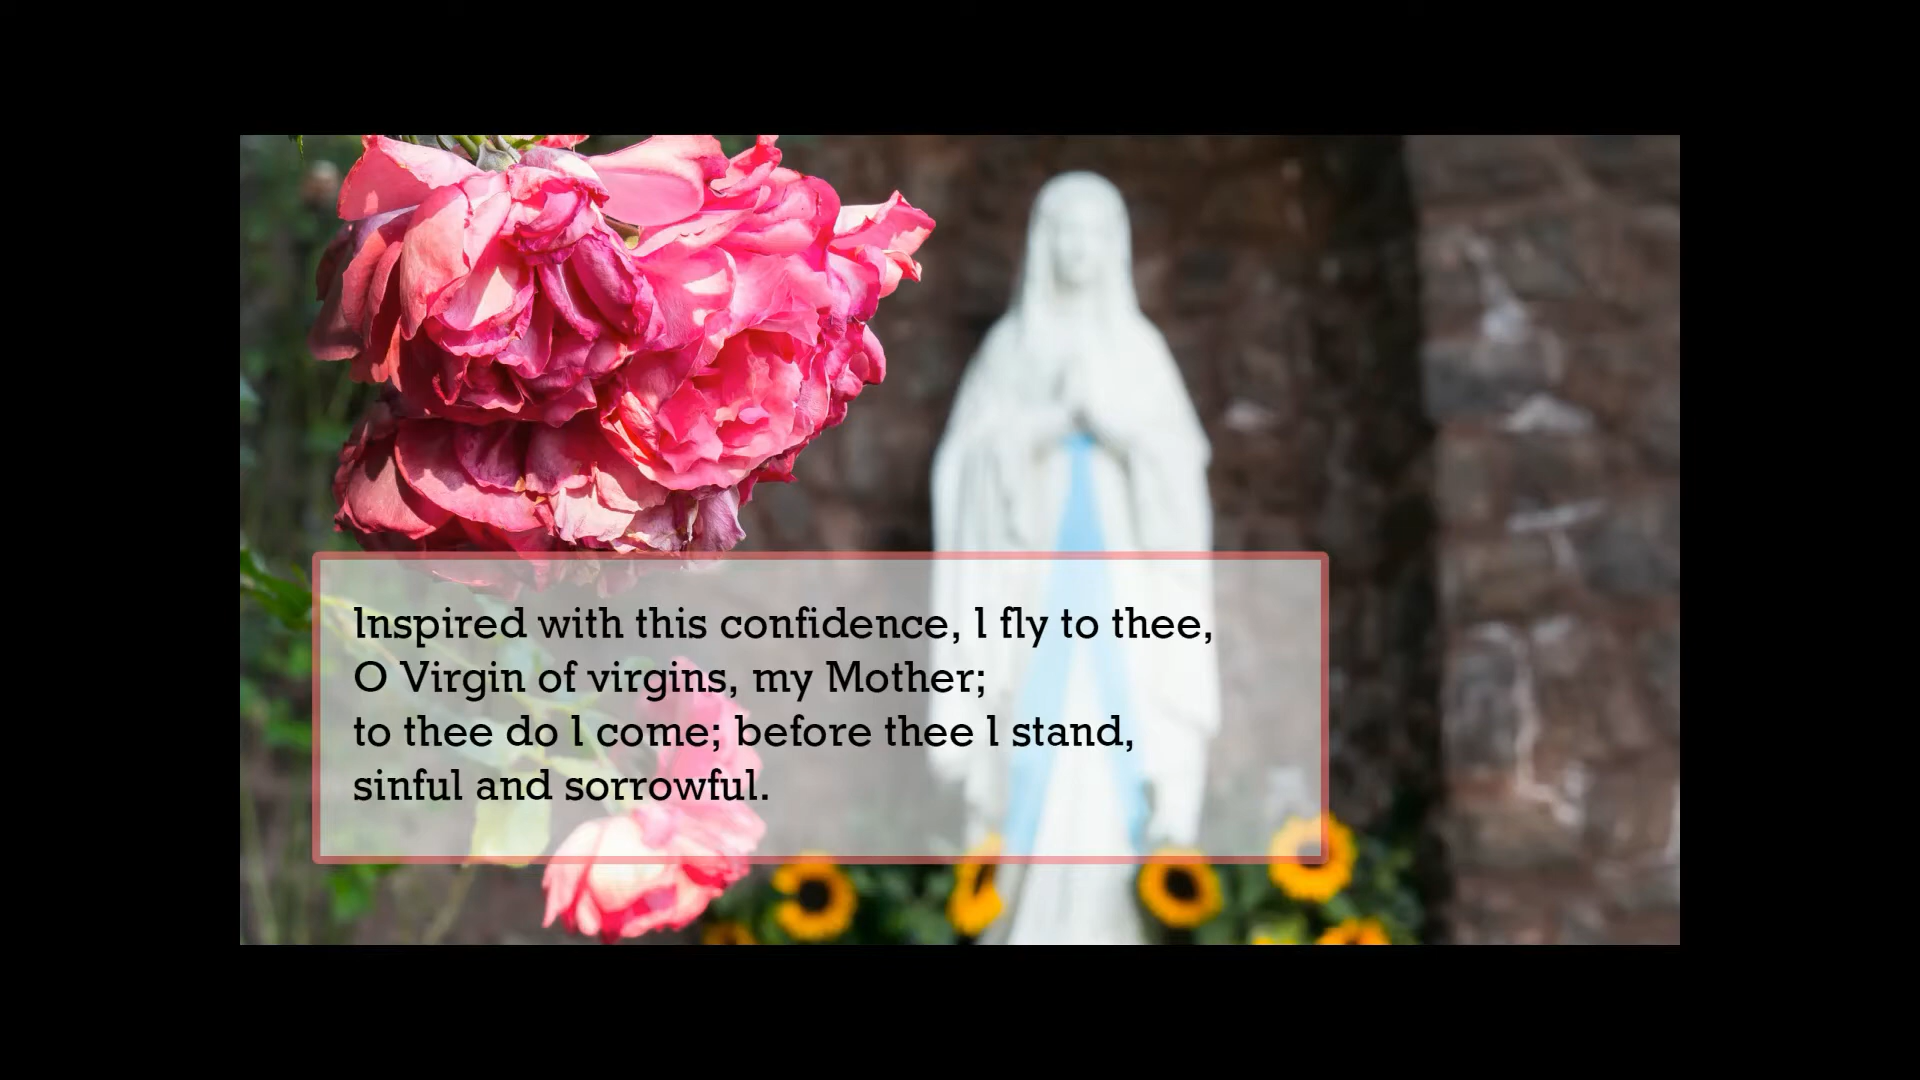 Inspired with this confidence, I fly to thee,
O Virgin of virgins, my Mother;
to thee do I come; before thee I stand,
sinful and sorrowful.